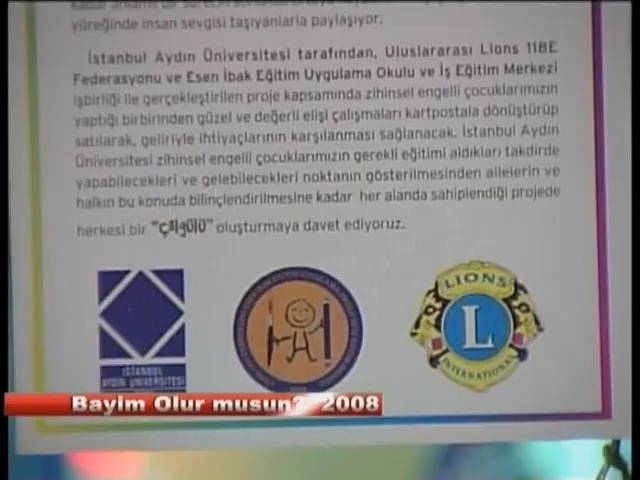 yüreğinde insan sevgisi taşıyanlarla paylaşıyor.
İstanbul Aydın Üniversitesi tarafından, Uluslararası Lions 118E
Federasyonu ve Esen İbak Eğitim Uygulama Okulu ve İş Eğitim Merkezi
işbirliği ile gerçekleştirilen proje kapsamında zihinsel engelli çocuklarımızın
yaptığı birbirinden güzel ve değerli elişi çalışmaları kartpostala dönüştürüp
satılarak, geliriyle ihtiyaçlarının karşılanması sağlanacak. İstanbul Aydın
Üniversitesi zihinsel engelli çocuklarımızın gerekli eğitimi aldıkları takdirde
yapabilecekleri ve gelebilecekleri noktanın gösterilmesinden ailelerin ve
halkın bu konuda bilinçlendirilmesine kadar her alanda sahiplendiği projede
herkesi bir oluşturmaya davet ediyoruz.
LIONS
L
INTERNATIONAL
İSTANBUL
AYDIN ÜNİVERSİTESİ
Bayim Olur musun? 2008